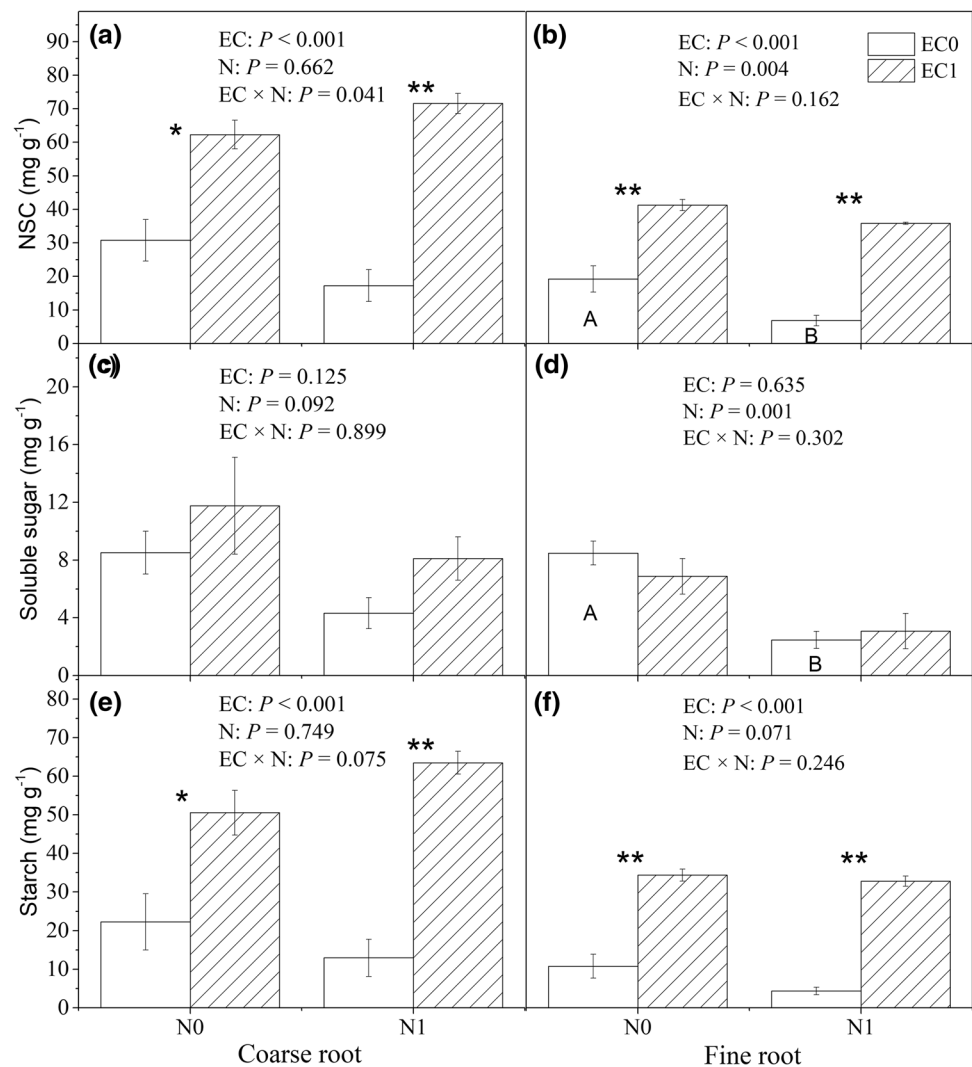 (a)
EC: P < 0.001
N: P = 0.662
EC × N: P = 0.041
*
**
NSC (mg g⁻¹)
90
80
70
60
50
40
30
20
10
0
(b)
EC: P < 0.001
N: P = 0.004
EC × N: P = 0.162
EC0
EC1
**
**
A
B
(c)
EC: P = 0.125
N: P = 0.092
EC × N: P = 0.899
Soluble sugar (mg g⁻¹)
20
16
12
8
4
0
(d)
EC: P = 0.635
N: P = 0.001
EC × N: P = 0.302
A
B
(e)
EC: P < 0.001
N: P = 0.749
EC × N: P = 0.075
*
**
Starch (mg g⁻¹)
80
70
60
50
40
30
20
10
0
(f)
EC: P < 0.001
N: P = 0.071
EC × N: P = 0.246
**
**
N0 N1 N0 N1
Coarse root Fine root